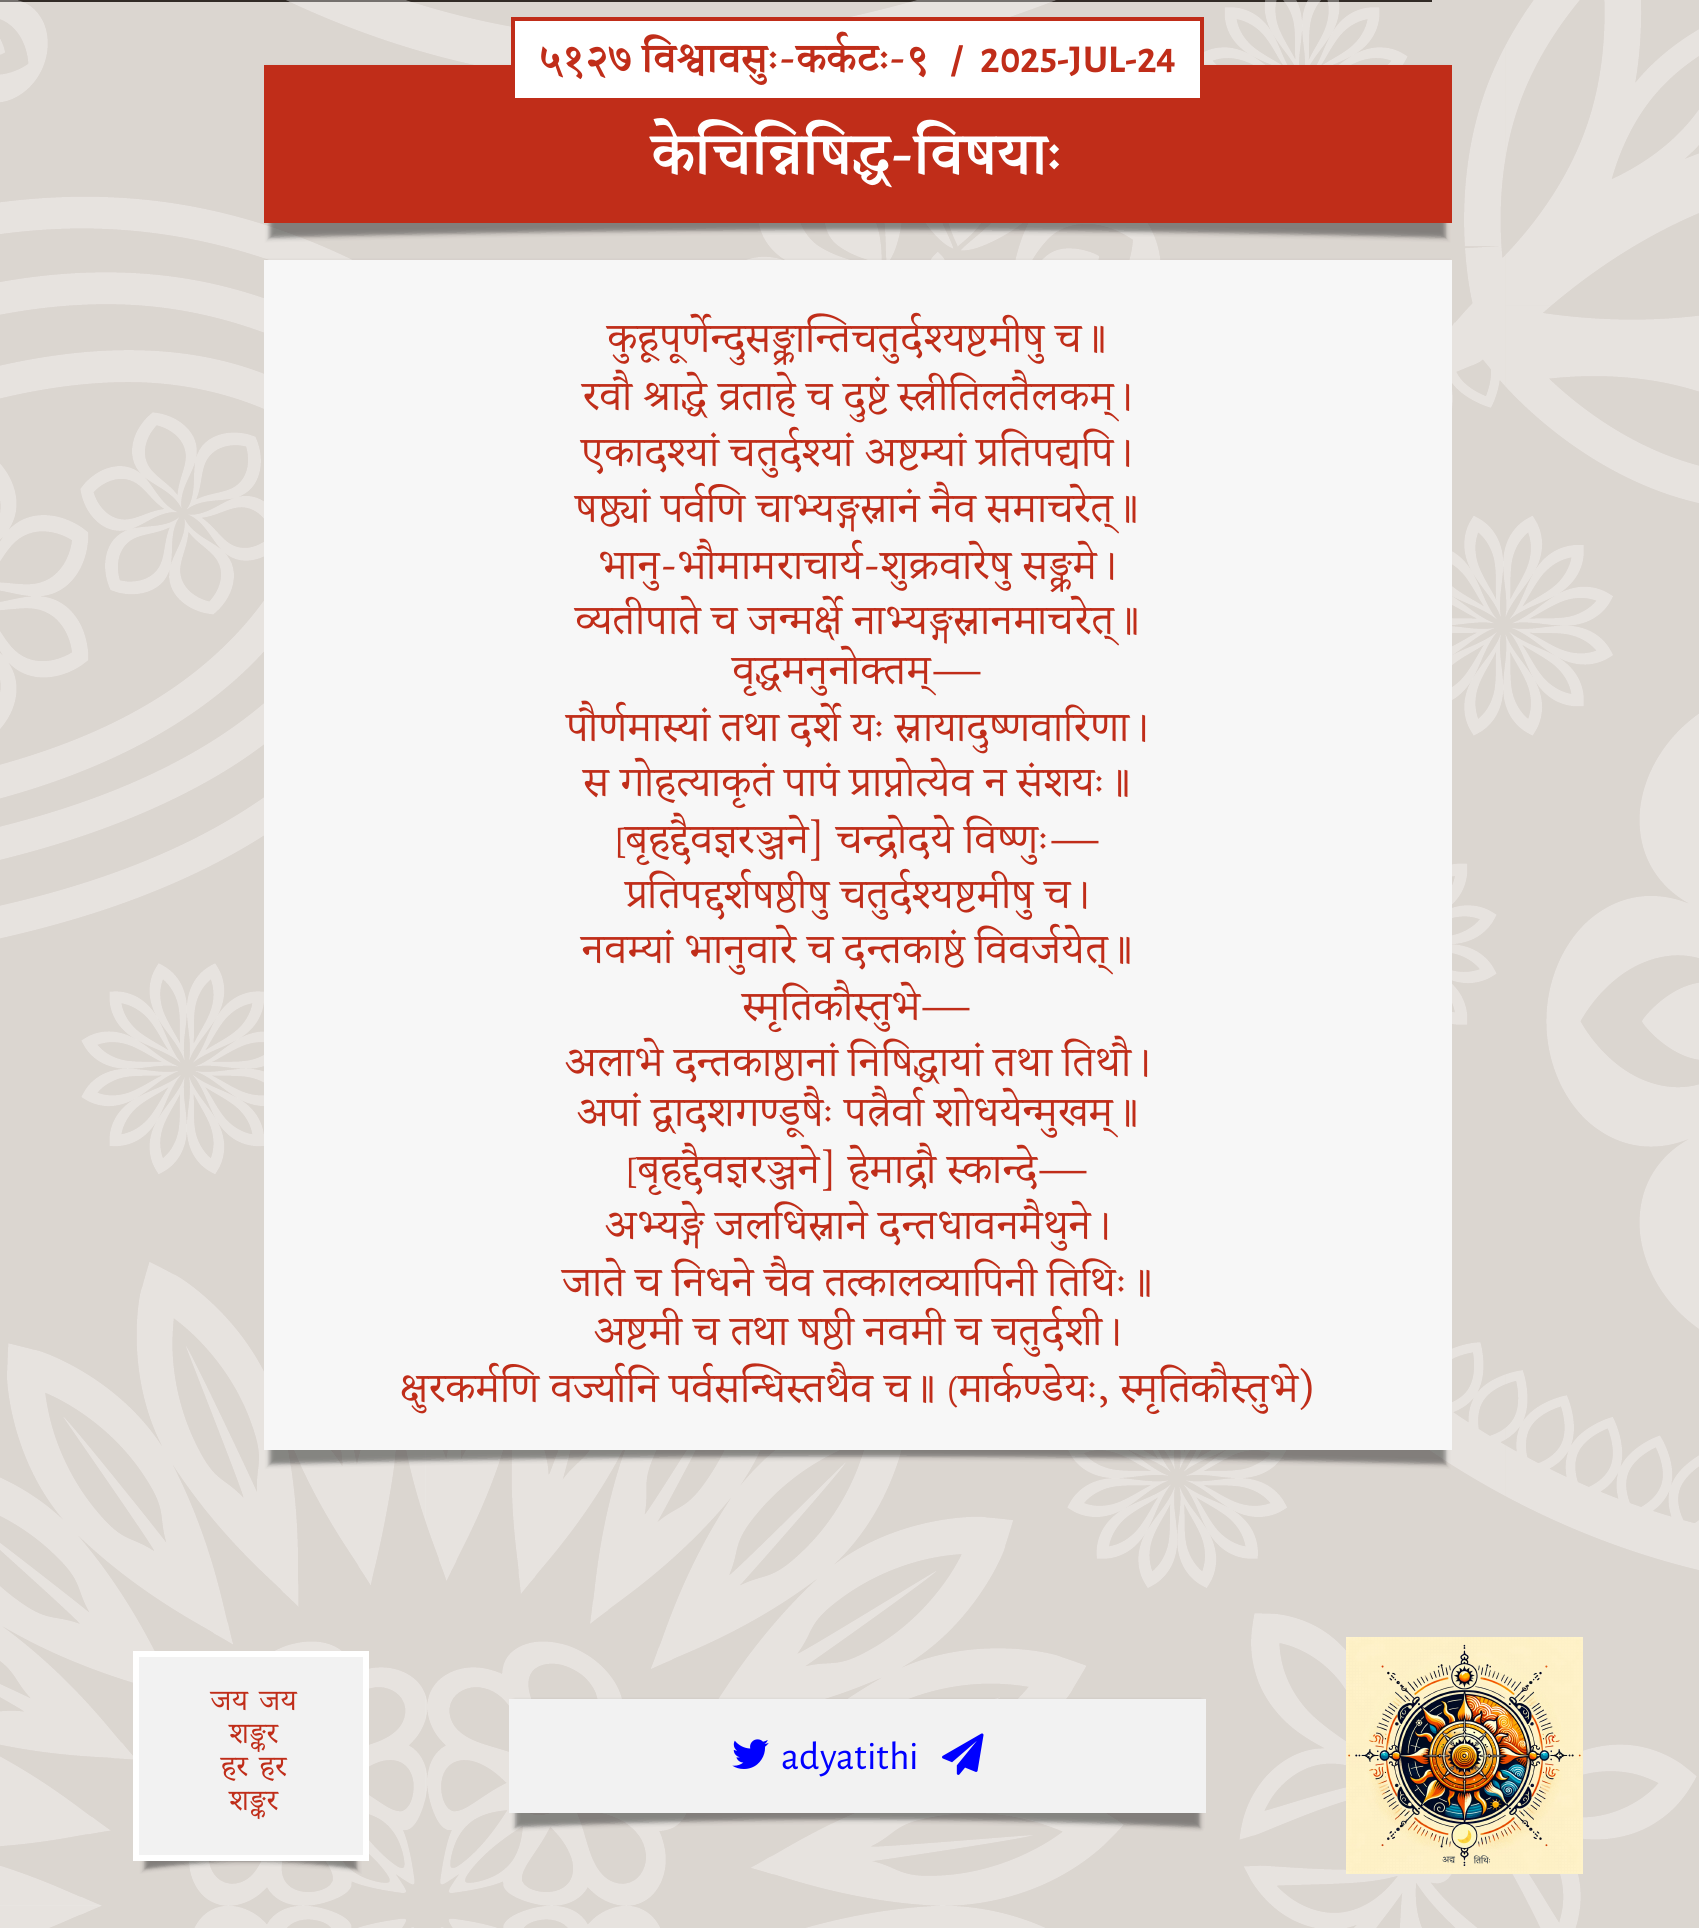 ५१२७ विश्वावसुः-कर्कटः-९ / 2025-JUL-24
केचिन्निषिद्ध-विषयाः
कुहूपूर्णेन्दुसङ्क्रान्तिचतुर्दश्यष्टमीषु च॥
रवौ श्राद्धे व्रताहे च दुष्टं स्त्रीतिलतैलकम्।
एकादश्यां चतुर्दश्यां अष्टम्यां प्रतिपद्यपि।
षष्ठ्यां पर्वणि चाभ्यङ्गस्नानं नैव समाचरेत्॥
भानु-भौमामराचार्य-शुक्रवारेषु सङ्क्रमे।
व्यतीपाते च जन्मर्क्षे नाभ्यङ्गस्नानमाचरेत्॥
वृद्धमनुनोक्तम्—
पौर्णमास्यां तथा दर्शे यः स्नायादुष्णवारिणा।
स गोहत्याकृतं पापं प्राप्नोत्येव न संशयः॥
[बृहद्दैवज्ञरञ्जने] चन्द्रोदये विष्णुः—
प्रतिपद्दर्शषष्ठीषु चतुर्दश्यष्टमीषु च।
नवम्यां भानुवारे च दन्तकाष्ठं विवर्जयेत्॥
स्मृतिकौस्तुभे—
अलाभे दन्तकाष्ठानां निषिद्धायां तथा तिथौ।
अपां द्वादशगण्डूषैः पत्रैर्वा शोधयेन्मुखम्॥
[बृहद्दैवज्ञरञ्जने] हेमाद्रौ स्कान्दे—
अभ्यङ्गे जलधिस्नाने दन्तधावनमैथुने।
जाते च निधने चैव तत्कालव्यापिनी तिथिः॥
अष्टमी च तथा षष्ठी नवमी च चतुर्दशी।
क्षुरकर्मणि वर्ज्यानि पर्वसन्धिस्तथैव च॥ (मार्कण्डेयः, स्मृतिकौस्तुभे)
जय जय
शङ्कर
हर हर
शङ्कर
adyatithi
अद्य तिथिः